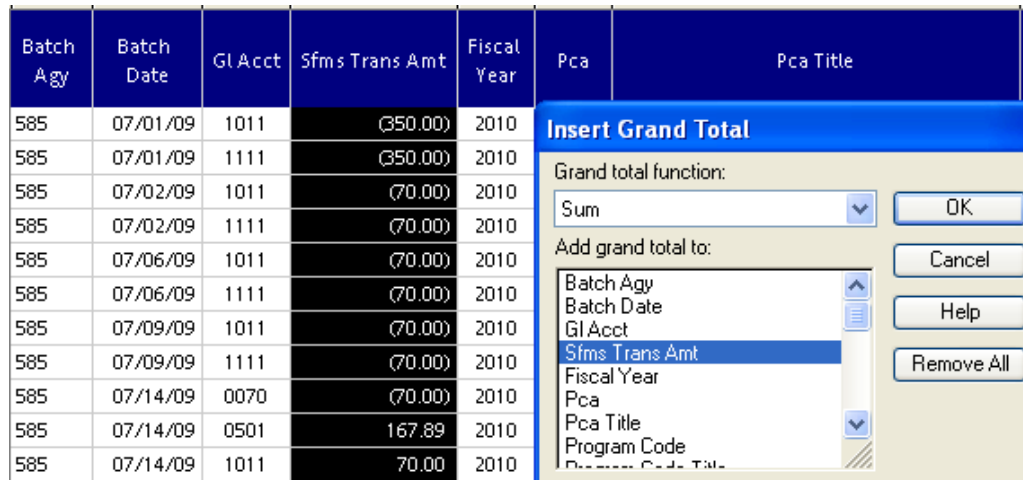 Batch Agy Batch Date Gl Acct Sfms Trans Amt Fiscal Year Pca Pca Title
585 07/01/09 1011 (350.00) 2010
585 07/01/09 1111 (350.00) 2010
585 07/02/09 1011 (70.00) 2010
585 07/02/09 1111 (70.00) 2010
585 07/06/09 1011 (70.00) 2010
585 07/06/09 1111 (70.00) 2010
585 07/09/09 1011 (70.00) 2010
585 07/09/09 1111 (70.00) 2010
585 07/14/09 0070 (70.00) 2010
585 07/14/09 0501 167.89 2010
585 07/14/09 1011 70.00 2010
Insert Grand Total
Grand total function:
Sum
OK
Add grand total to:
Cancel
Help
Remove All
Batch Agy
Batch Date
Gl Acct
Sfms Trans Amt
Fiscal Year
Pca
Pca Title
Program Code
Program Code Title